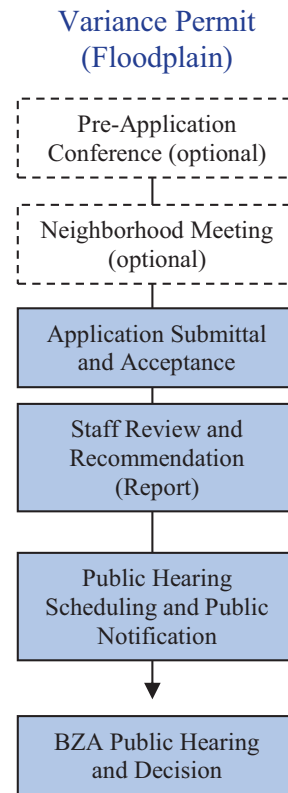 Variance Permit
(Floodplain)
Pre-Application
Conference (optional)
Neighborhood Meeting
(optional)
Application Submittal
and Acceptance
Staff Review and
Recommendation
(Report)
Public Hearing
Scheduling and Public
Notification
BZA Public Hearing
and Decision